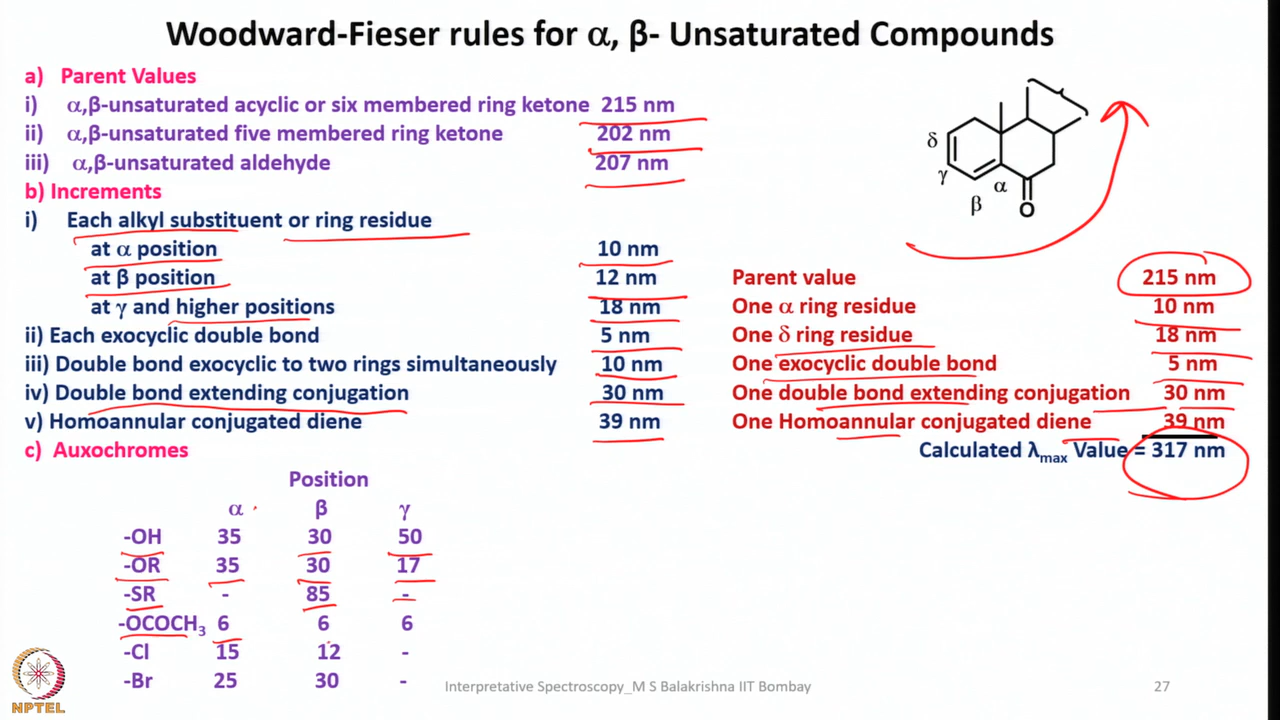 Woodward-Fieser rules for α, β- Unsaturated Compounds
a) Parent Values
i) α,β-unsaturated acyclic or six membered ring ketone 215 nm
ii) α,β-unsaturated five membered ring ketone 202 nm
iii) α,β-unsaturated aldehyde 207 nm
b) Increments
i) Each alkyl substituent or ring residue
at α position 10 nm
at β position 12 nm
at γ and higher positions 18 nm
ii) Each exocyclic double bond 5 nm
iii) Double bond exocyclic to two rings simultaneously 10 nm
iv) Double bond extending conjugation 30 nm
v) Homoannular conjugated diene 39 nm
c) Auxochromes
Position
α β γ
-OH 35 30 50
-OR 35 30 17
-SR - 85 -
-OCOCH₃ 6 6 6
-Cl 15 12 -
-Br 25 30 -
δ
γ
α
β
O
Parent value 215 nm
One α ring residue 10 nm
One δ ring residue 18 nm
One exocyclic double bond 5 nm
One double bond extending conjugation 30 nm
One Homoannular conjugated diene 39 nm
Calculated λmax Value = 317 nm
NPTEL
Interpretative Spectroscopy_M S Balakrishna IIT Bombay
27